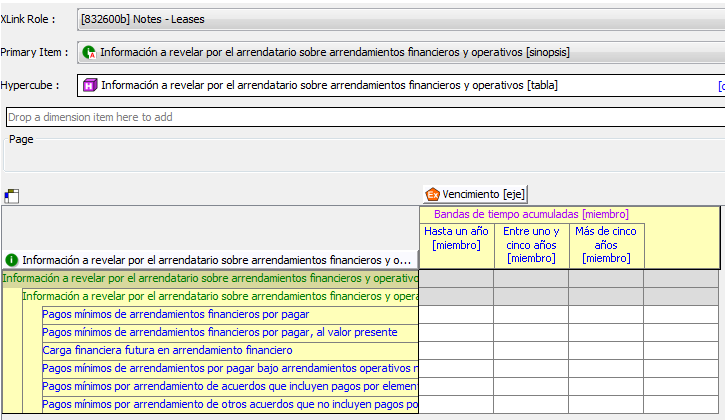 XLink Role :
[832600b] Notes - Leases
Primary Item :
Información a revelar por el arrendatario sobre arrendamientos financieros y operativos [sinopsis]
Hypercube :
Información a revelar por el arrendatario sobre arrendamientos financieros y operativos [tabla]
Drop a dimension item here to add
Page
Ex Vencimiento [eje]
Bandas de tiempo acumuladas [miembro]
Hasta un año
[miembro]
Entre uno y
cinco años
[miembro]
Más de cinco
años
[miembro]
Información a revelar por el arrendatario sobre arrendamientos financieros y o...
Información a revelar por el arrendatario sobre arrendamientos financieros y operativo
Información a revelar por el arrendatario sobre arrendamientos financieros y opera
Pagos mínimos de arrendamientos financieros por pagar
Pagos mínimos de arrendamientos financieros por pagar, al valor presente
Carga financiera futura en arrendamiento financiero
Pagos mínimos de arrendamientos por pagar bajo arrendamientos operativos n
Pagos mínimos por arrendamiento de acuerdos que incluyen pagos por elemen
Pagos mínimos por arrendamiento de otros acuerdos que no incluyen pagos po